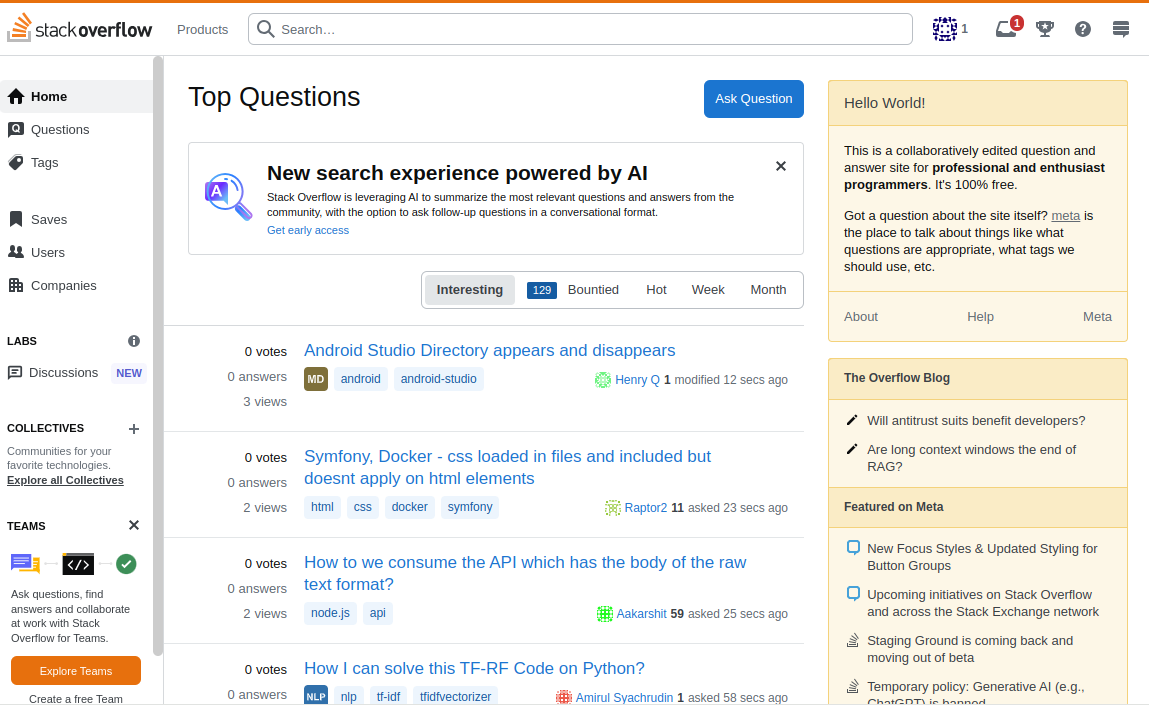 stack overflow
Products
Search…
1
1
Home
Questions
Tags
Saves
Users
Companies
LABS
Discussions NEW
COLLECTIVES
Communities for your
favorite technologies.
Explore all Collectives
TEAMS
</>
Ask questions, find
answers and collaborate
at work with Stack
Overflow for Teams.
Explore Teams
Create a free Team
Top Questions
Ask Question
A
New search experience powered by AI
Stack Overflow is leveraging AI to summarize the most relevant questions and answers from the
community, with the option to ask follow-up questions in a conversational format.
Get early access
Interesting 129 Bountied Hot Week Month
0 votes
0 answers
3 views
Android Studio Directory appears and disappears
MD android android-studio
Henry Q 1 modified 12 secs ago
0 votes
0 answers
2 views
Symfony, Docker - css loaded in files and included but
doesnt apply on html elements
html css docker symfony
Raptor2 11 asked 23 secs ago
0 votes
0 answers
2 views
How to we consume the API which has the body of the raw
text format?
node.js api
Aakarshit 59 asked 25 secs ago
0 votes
0 answers
How I can solve this TF-RF Code on Python?
NLP nlp tf-idf tfidfvectorizer
Amirul Syachrudin 1 asked 58 secs ago
Hello World!
This is a collaboratively edited question and
answer site for professional and enthusiast
programmers. It's 100% free.
Got a question about the site itself? meta is
the place to talk about things like what
questions are appropriate, what tags we
should use, etc.
About Help Meta
The Overflow Blog
Will antitrust suits benefit developers?
Are long context windows the end of
RAG?
Featured on Meta
New Focus Styles & Updated Styling for
Button Groups
Upcoming initiatives on Stack Overflow
and across the Stack Exchange network
Staging Ground is coming back and
moving out of beta
Temporary policy: Generative AI (e.g.,
ChatGPT) is banned